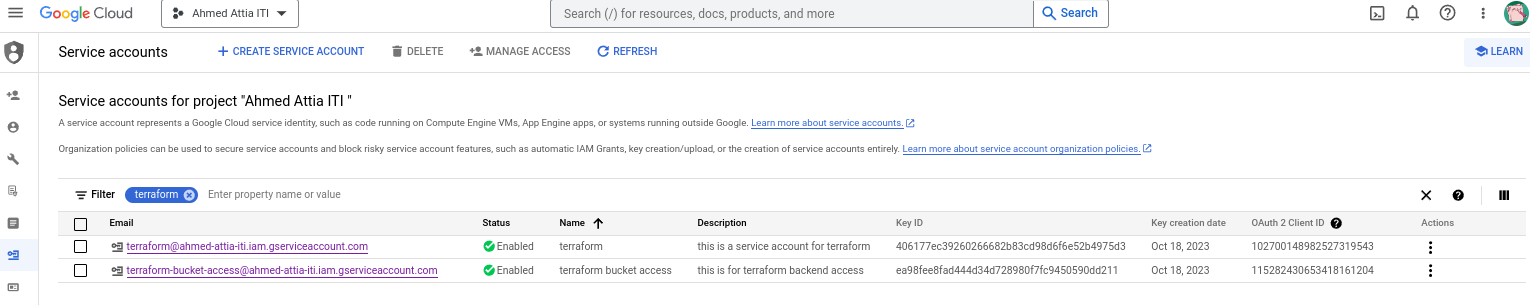 Google Cloud Ahmed Attia ITI Search (/) for resources, docs, products, and more Search
Service accounts CREATE SERVICE ACCOUNT DELETE MANAGE ACCESS REFRESH LEARN
Service accounts for project "Ahmed Attia ITI "
A service account represents a Google Cloud service identity, such as code running on Compute Engine VMs, App Engine apps, or systems running outside Google. Learn more about service accounts.
Organization policies can be used to secure service accounts and block risky service account features, such as automatic IAM Grants, key creation/upload, or the creation of service accounts entirely. Learn more about service account organization policies.
Filter terraform Enter property name or value
Email Status Name Description Key ID Key creation date OAuth 2 Client ID Actions
terraform@ahmed-attia-iti.iam.gserviceaccount.com Enabled terraform this is a service account for terraform 406177ec39260266682b83cd98d6f6e52b4975d3 Oct 18, 2023 102700148982527319543
terraform-bucket-access@ahmed-attia-iti.iam.gserviceaccount.com Enabled terraform bucket access this is for terraform backend access ea98fee8fad444d34d728980f7fc9450590dd211 Oct 18, 2023 115282430653418161204